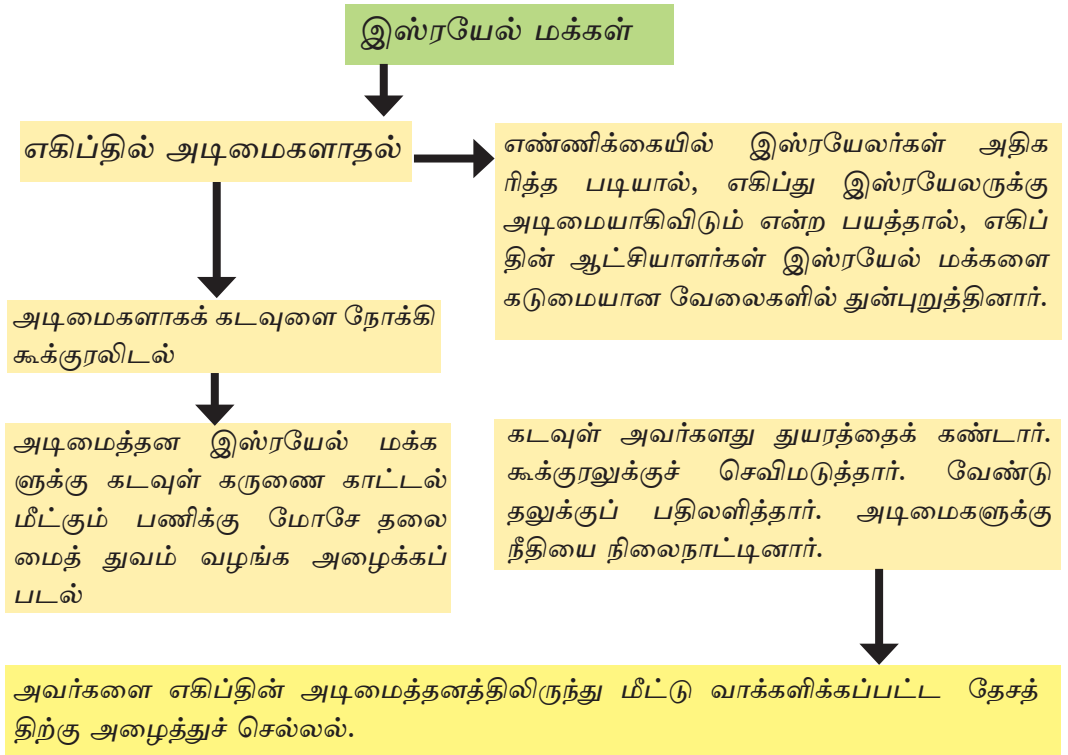 இஸ்ரயேல் மக்கள்
எகிப்தில் அடிமைகளாதல்
எண்ணிக்கையில் இஸ்ரயேலர்கள் அதிக
ரித்த படியால், எகிப்து இஸ்ரயேலருக்கு
அடிமையாகிவிடும் என்ற பயத்தால், எகிப்
தின் ஆட்சியாளர்கள் இஸ்ரயேல் மக்களை
கடுமையான வேலைகளில் துன்புறுத்தினார்.
அடிமைகளாகக் கடவுளை நோக்கி
கூக்குரலிடல்
அடிமைத்தன இஸ்ரயேல் மக்க
ளுக்கு கடவுள் கருணை காட்டல்
மீட்கும் பணிக்கு மோசே தலை
மைத் துவம் வழங்க அழைக்கப்
படல்
கடவுள் அவர்களது துயரத்தைக் கண்டார்.
கூக்குரலுக்குச் செவிமடுத்தார். வேண்டு
தலுக்குப் பதிலளித்தார். அடிமைகளுக்கு
நீதியை நிலைநாட்டினார்.
அவர்களை எகிப்தின் அடிமைத்தனத்திலிருந்து மீட்டு வாக்களிக்கப்பட்ட தேசத்
திற்கு அழைத்துச் செல்லல்.